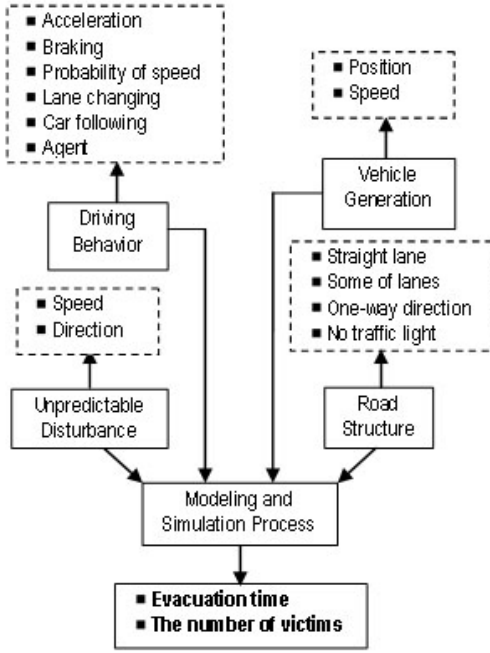 ■ Acceleration
■ Braking
■ Probability of speed
■ Lane changing
■ Car following
■ Agent
■ Position
■ Speed
Driving
Behavior
Vehicle
Generation
■ Straight lane
■ Some of lanes
■ One-way direction
■ No traffic light
■ Speed
■ Direction
Unpredictable
Disturbance
Road
Structure
Modeling and
Simulation Process
■ Evacuation time
■ The number of victims